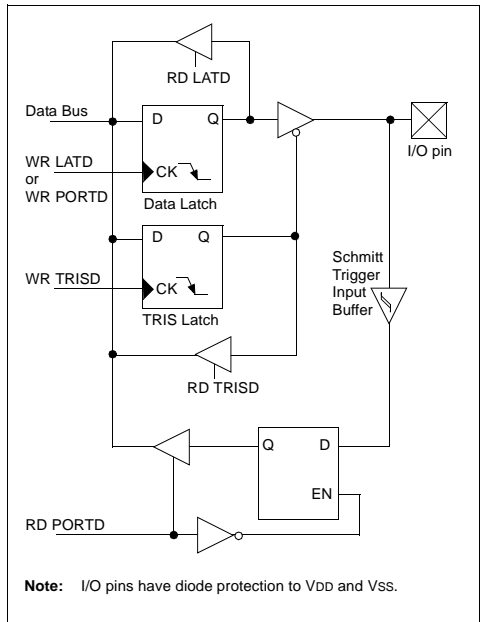 RD LATD
Data Bus
D
Q
I/O pin
WR LATD
or
WR PORTD
CK
Data Latch
D
Q
WR TRISD
CK
TRIS Latch
Schmitt
Trigger
Input
Buffer
RD TRISD
Q
D
EN
RD PORTD
Note: I/O pins have diode protection to VDD and VSS.